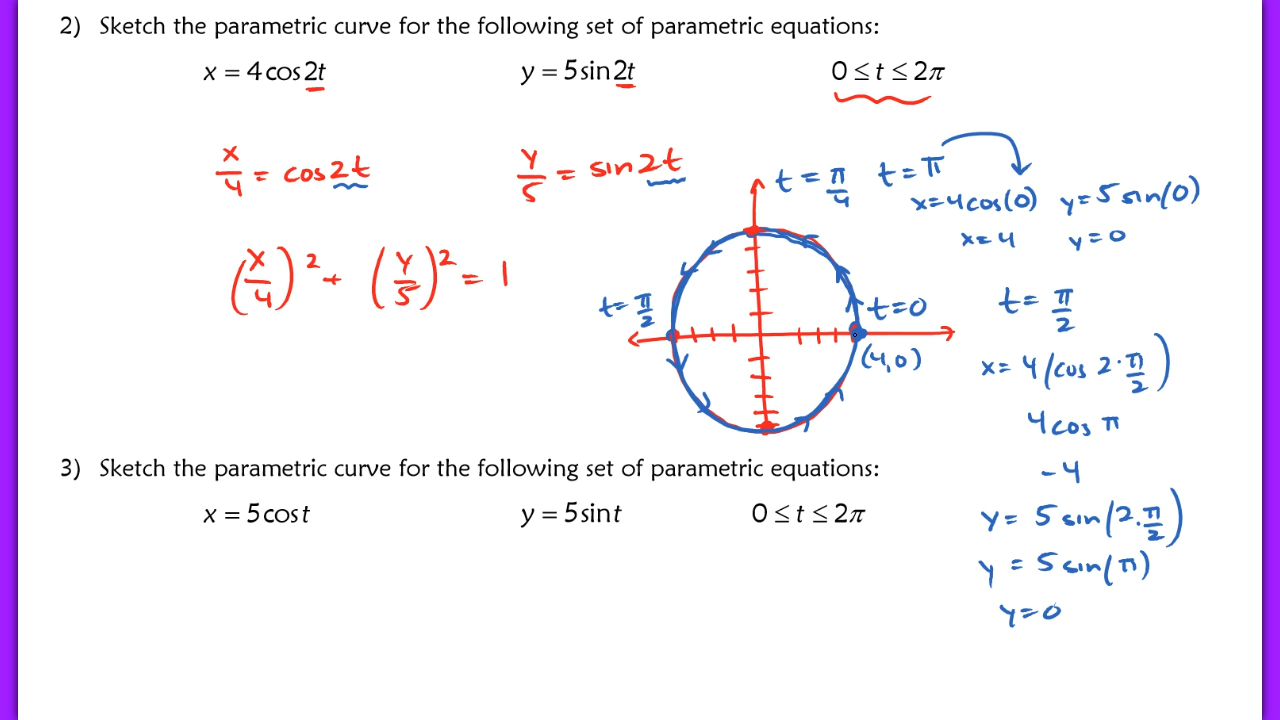 2) Sketch the parametric curve for the following set of parametric equations:
x = 4cos2t y = 5sin2t 0 ≤ t ≤ 2π
x/4 = cos2t y/5 = sin2t
(x/4)² + (y/5)² = 1
t = π/4 t = π
x=4cos(0) y=5sin(0)
x=4 y=0
t= π/2 t=0
(4,0)
t= π/2
x= 4(cos 2·π/2)
4cos π
-4
y= 5sin(2·π/2)
y = 5sin(π)
y=0
3) Sketch the parametric curve for the following set of parametric equations:
x = 5cost y = 5sint 0 ≤ t ≤ 2π